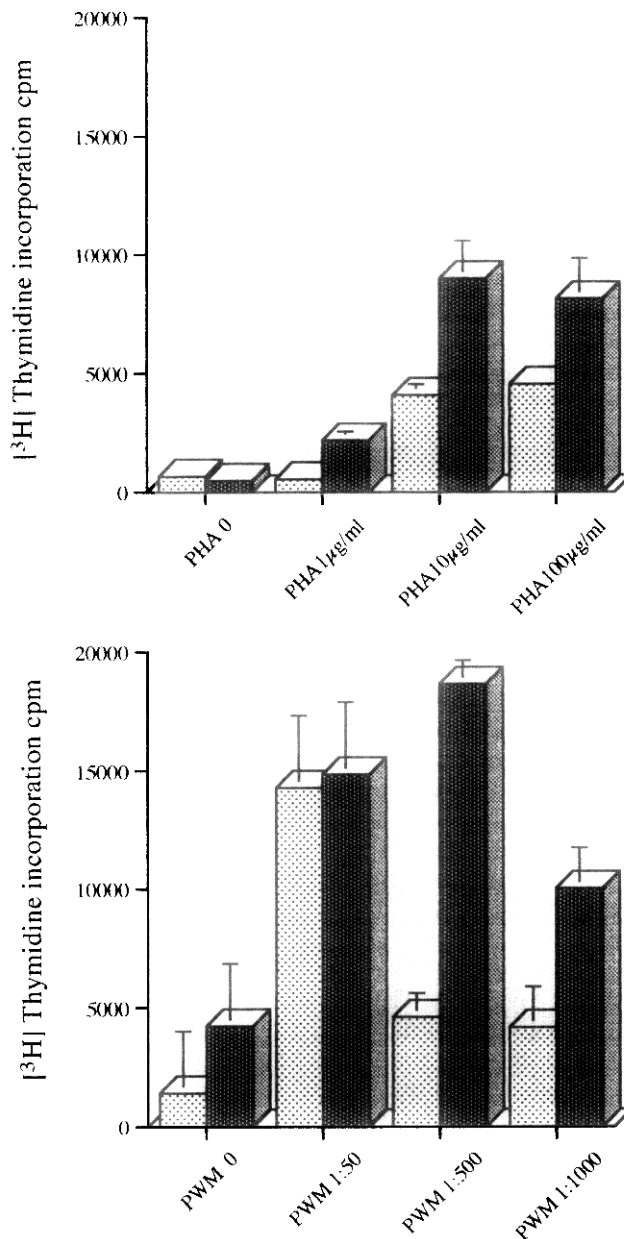 20000
15000
10000
5000
0
[³H] Thymidine incorporation cpm
PHA 0
PHA1µg/ml
PHA10µg/ml
PHA100µg/ml
20000
15000
10000
5000
0
[³H] Thymidine incorporation cpm
PWM 0
PWM 1:50
PWM 1:500
PWM 1:1000